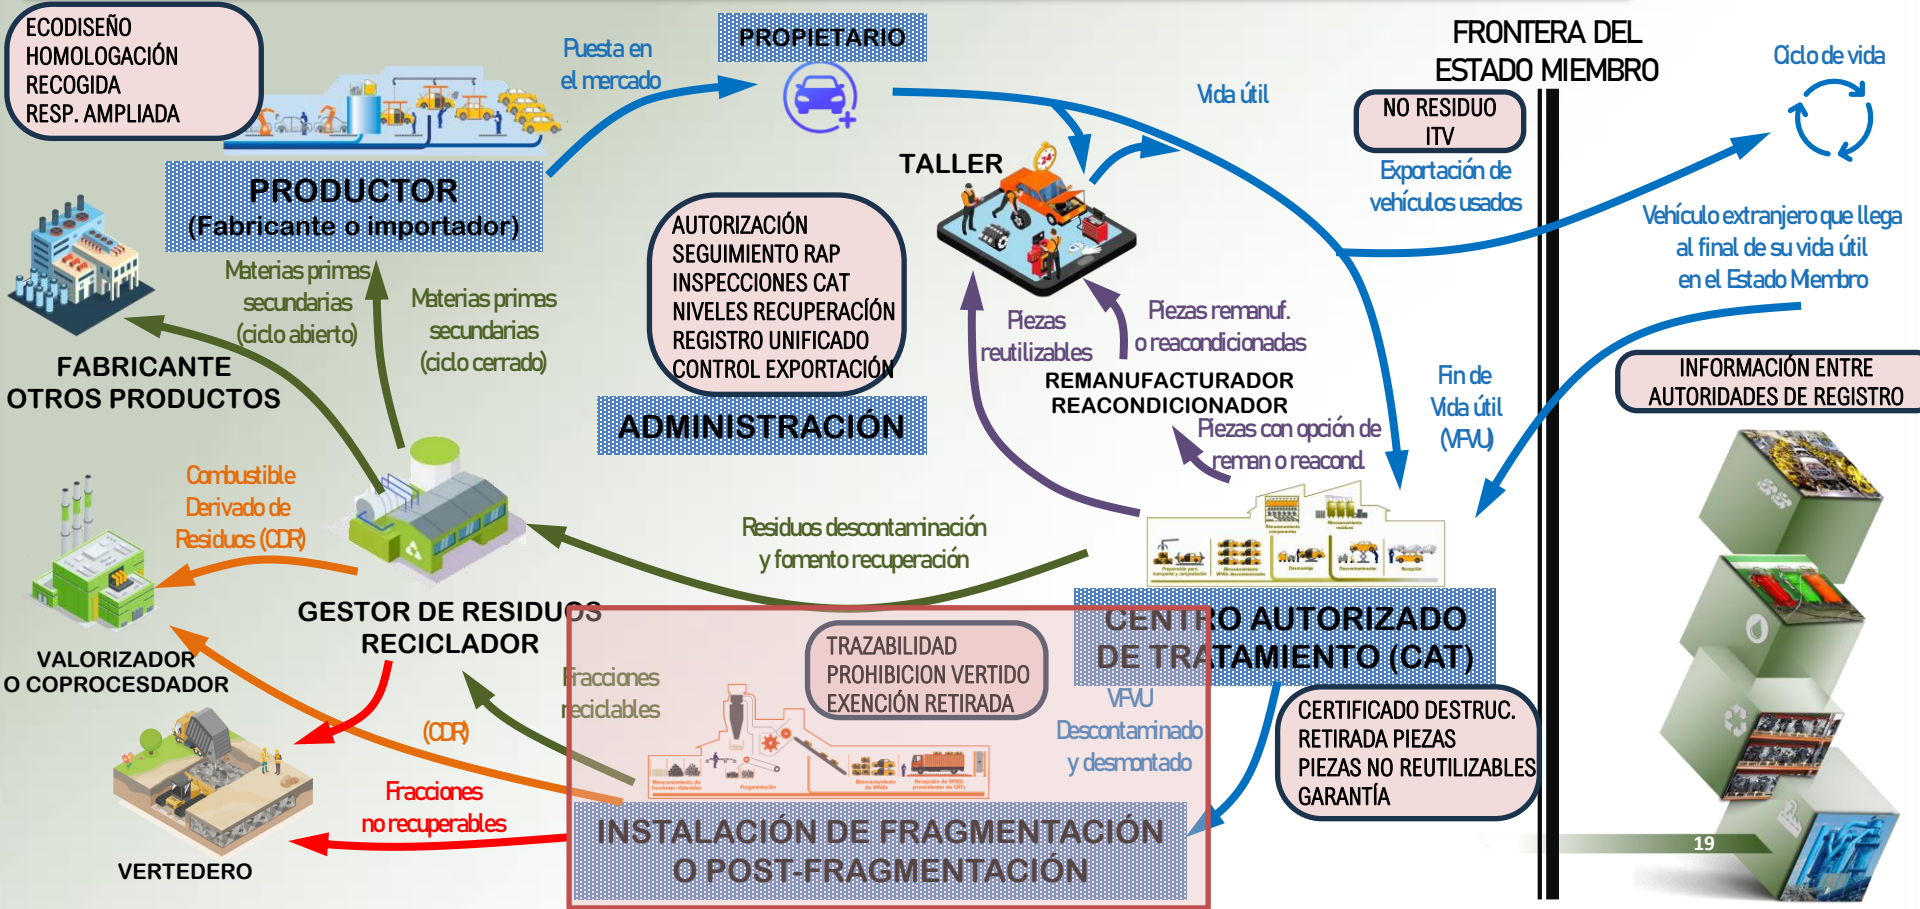 ECODISEÑO
HOMOLOGACIÓN
RECOGIDA
RESP. AMPLIADA
Puesta en
el mercado
PROPIETARIO
Vida útil
FRONTERA DEL
ESTADO MIEMBRO
Ciclo de vida
NO RESIDUO
ITV
Exportación de
vehículos usados
Vehículo extranjero que llega
al final de su vida útil
en el Estado Miembro
INFORMACIÓN ENTRE
AUTORIDADES DE REGISTRO
PRODUCTOR
(Fabricante o importador)
TALLER
AUTORIZACIÓN
SEGUIMIENTO RAP
INSPECCIONES CAT
NIVELES RECUPERACÍÓN
REGISTRO UNIFICADO
CONTROL EXPORTACIÓN
ADMINISTRACIÓN
Materias primas
secundarias
(ciclo abierto)
Materias primas
secundarias
(ciclo cerrado)
FABRICANTE
OTROS PRODUCTOS
Piezas
reutilizables
Piezas remanuf.
o reacondicionadas
REMANUFACTURADOR
REACONDICIONADOR
Piezas con opción de
reman o reacond.
Fin de
Vida útil
(VFVU)
Combustible
Derivado de
Residuos (CDR)
Residuos descontaminación
y fomento recuperación
GESTOR DE RESIDUOS
RECICLADOR
CENTRO AUTORIZADO
DE TRATAMIENTO (CAT)
VALORIZADOR
O COPROCESDADOR
Fracciones
reciclables
TRAZABILIDAD
PROHIBICION VERTIDO
EXENCIÓN RETIRADA
VFVU
Descontaminado
y desmontado
CERTIFICADO DESTRUC.
RETIRADA PIEZAS
PIEZAS NO REUTILIZABLES
GARANTÍA
(CDR)
Fracciones
no recuperables
VERTEDERO
INSTALACIÓN DE FRAGMENTACIÓN
O POST-FRAGMENTACIÓN
19